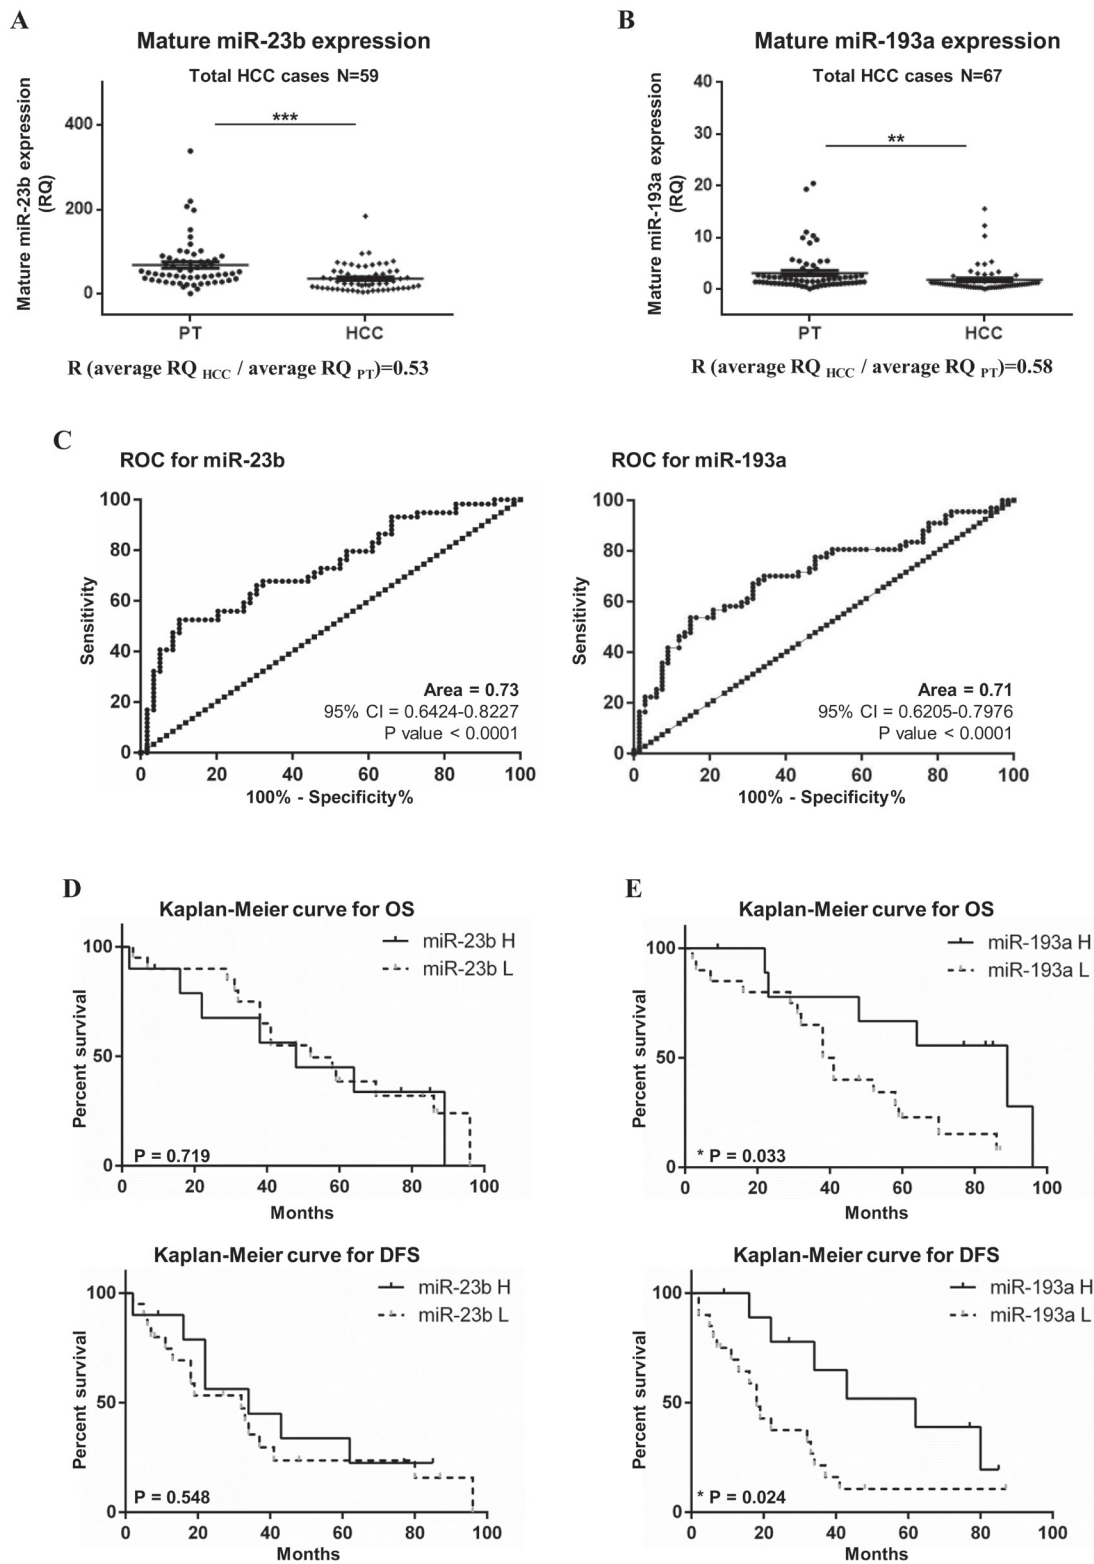 A
Mature miR-23b expression
Total HCC cases N=59
Mature miR-23b expression
(RQ)
400
200
0
***
PT
HCC
R (average RQ HCC / average RQ PT)=0.53
B
Mature miR-193a expression
Total HCC cases N=67
Mature miR-193a expression
(RQ)
40
30
20
10
0
**
PT
HCC
R (average RQ HCC / average RQ PT)=0.58
C
ROC for miR-23b
Sensitivity
100
80
60
40
20
0
Area = 0.73
95% CI = 0.6424-0.8227
P value < 0.0001
0 20 40 60 80 100
100% - Specificity%
ROC for miR-193a
Sensitivity
100
80
60
40
20
0
Area = 0.71
95% CI = 0.6205-0.7976
P value < 0.0001
0 20 40 60 80 100
100% - Specificity%
D
Kaplan-Meier curve for OS
Percent survival
100
50
0
miR-23b H
miR-23b L
P = 0.719
0 20 40 60 80 100
Months
Kaplan-Meier curve for DFS
Percent survival
100
50
0
miR-23b H
miR-23b L
P = 0.548
0 20 40 60 80 100
Months
E
Kaplan-Meier curve for OS
Percent survival
100
50
0
miR-193a H
miR-193a L
* P = 0.033
0 20 40 60 80 100
Months
Kaplan-Meier curve for DFS
Percent survival
100
50
0
miR-193a H
miR-193a L
* P = 0.024
0 20 40 60 80 100
Months